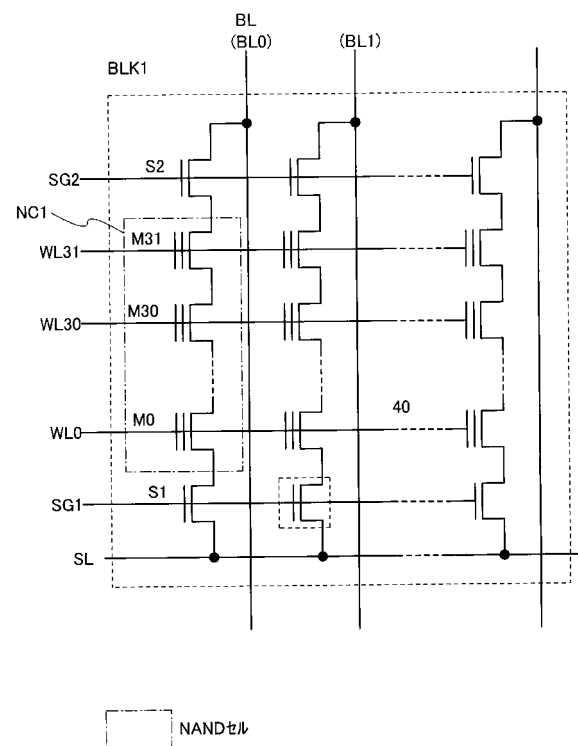 BL
(BL0)
(BL1)
BLK1
S2
SG2
NC1
M31
WL31
M30
WL30
40
M0
WL0
S1
SG1
SL
NANDセル